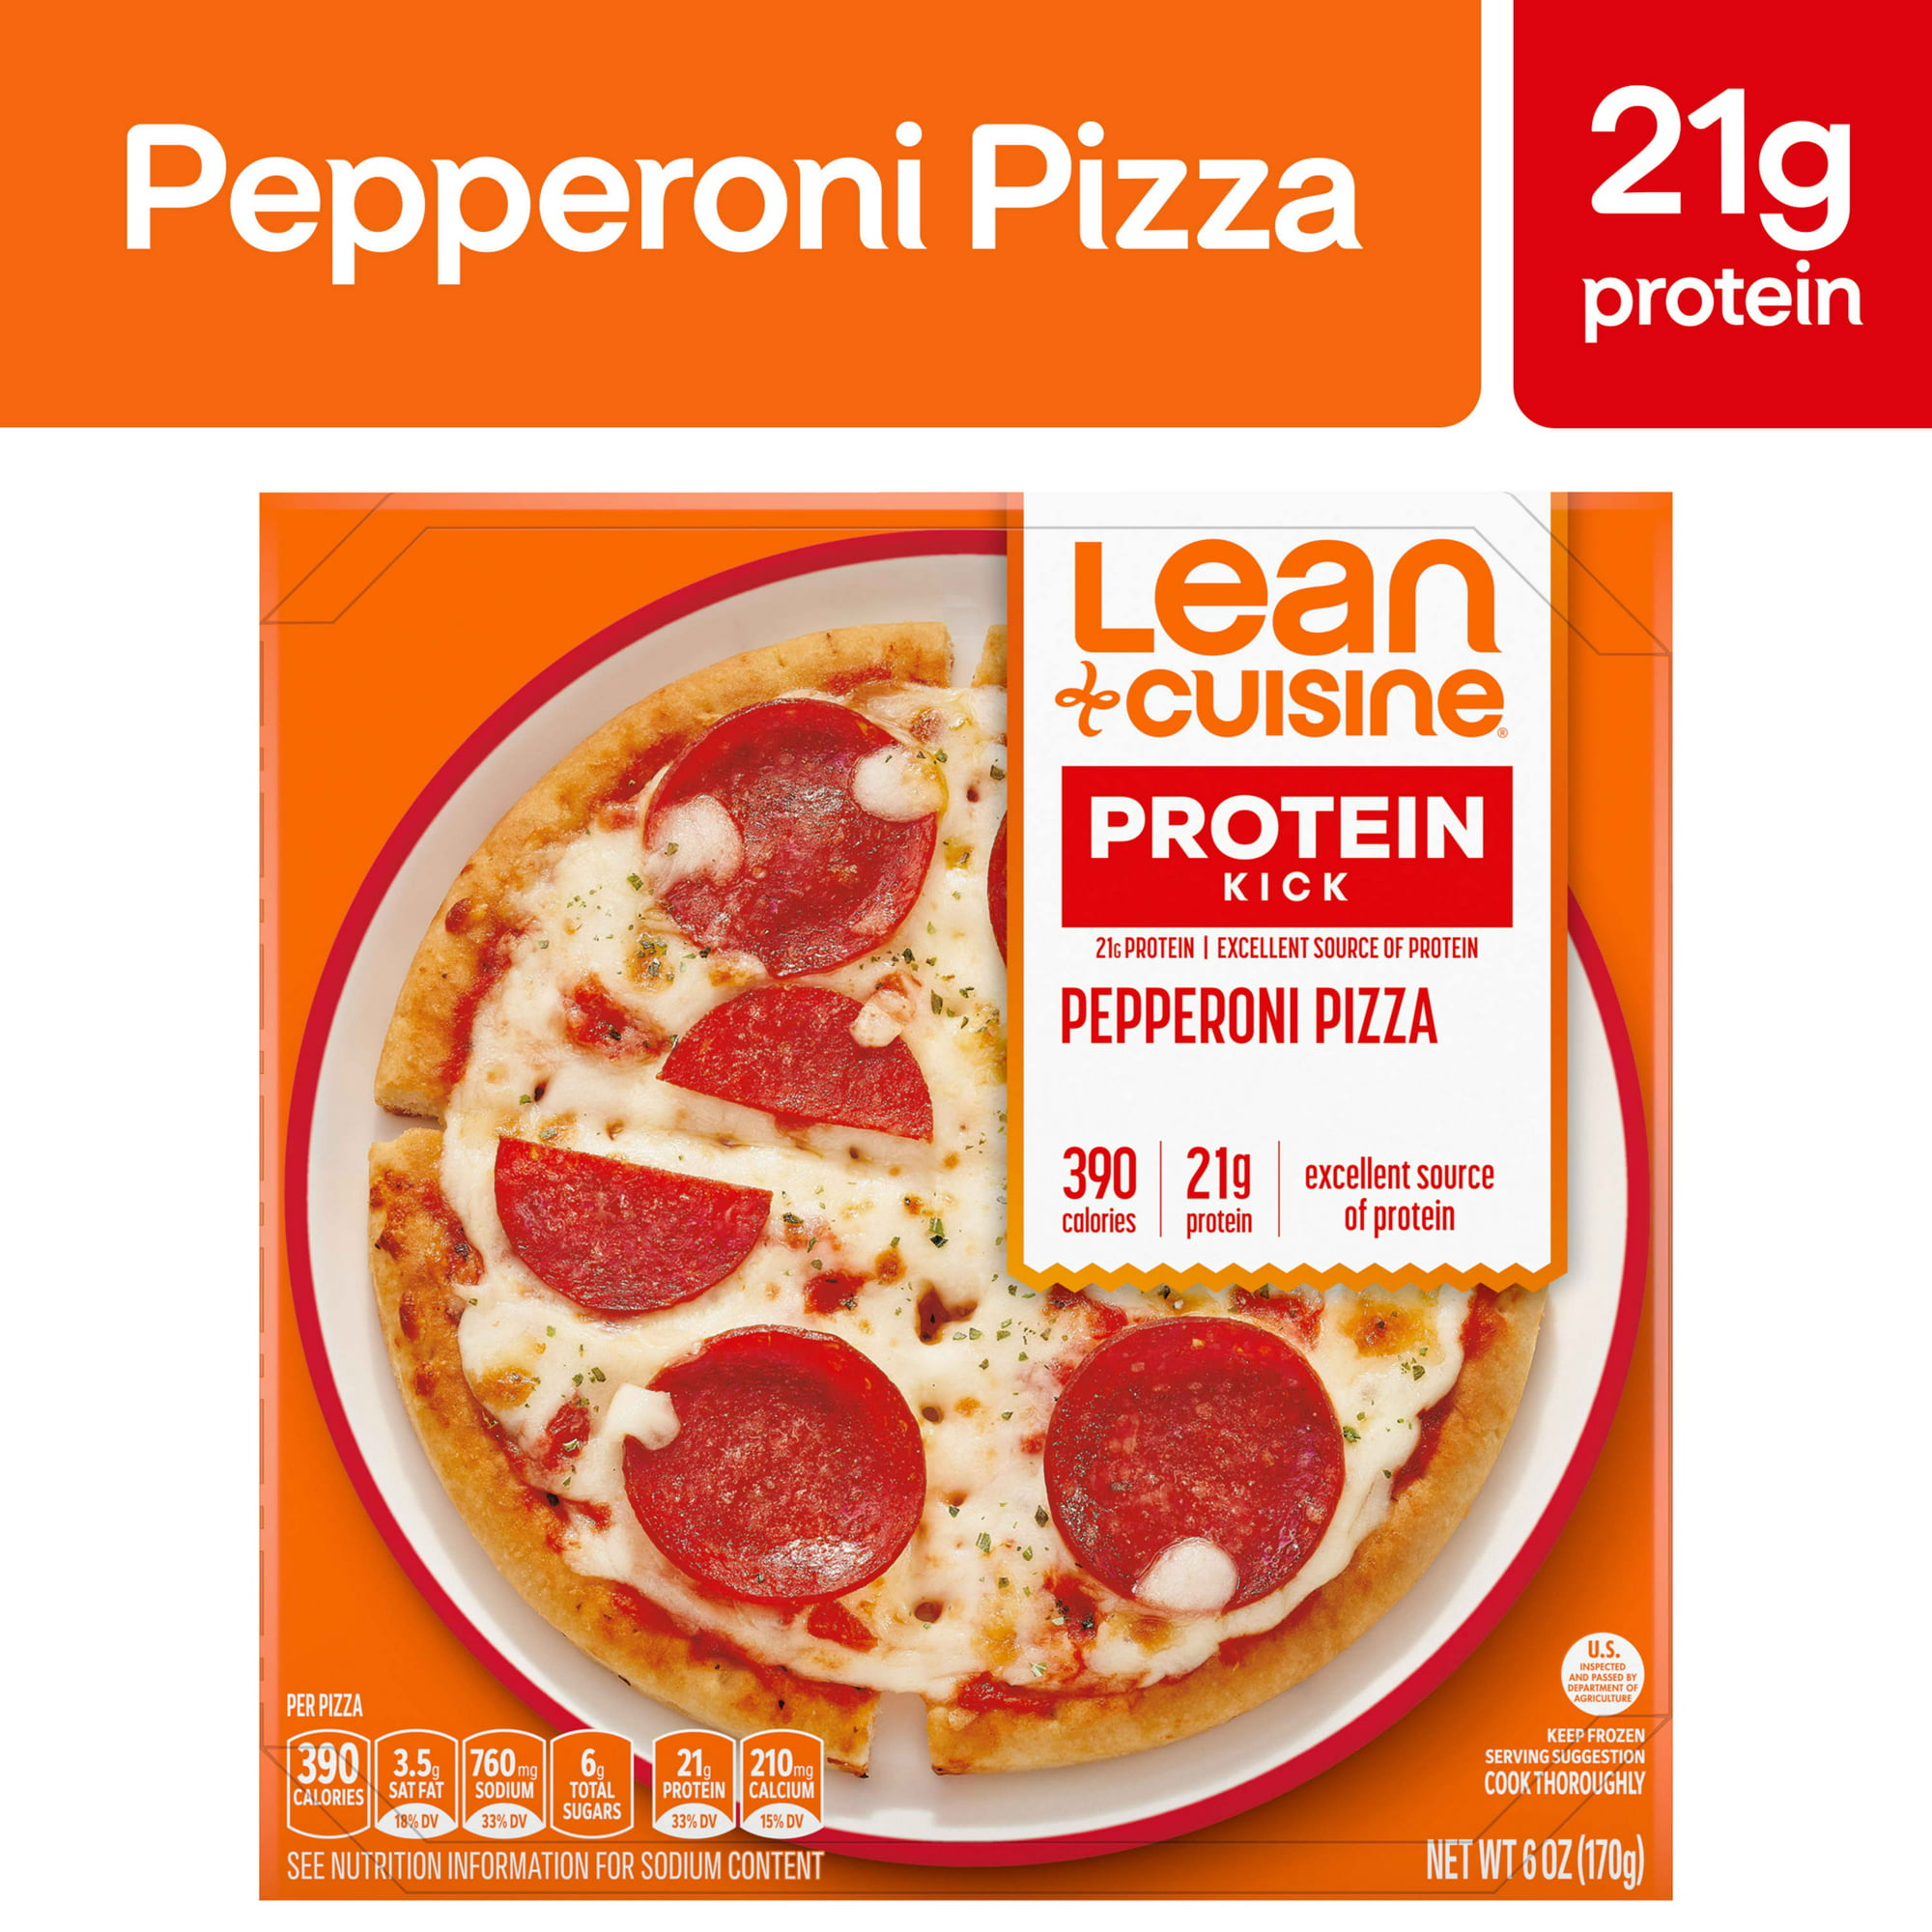 Pepperoni Pizza
21g
protein
Lean
CUISINE®
PROTEIN
KICK
21G PROTEIN | EXCELLENT SOURCE OF PROTEIN
PEPPERONI PIZZA
390
calories
21g
protein
excellent source
of protein
PER PIZZA
390
CALORIES
3.5g
SAT FAT
18% DV
760mg
SODIUM
33% DV
6g
TOTAL
SUGARS
21g
PROTEIN
33% DV
210mg
CALCIUM
15% DV
SEE NUTRITION INFORMATION FOR SODIUM CONTENT
U.S.
INSPECTED
AND PASSED BY
DEPARTMENT OF
AGRICULTURE
KEEP FROZEN
SERVING SUGGESTION
COOK THOROUGHLY
NET WT 6 OZ (170g)